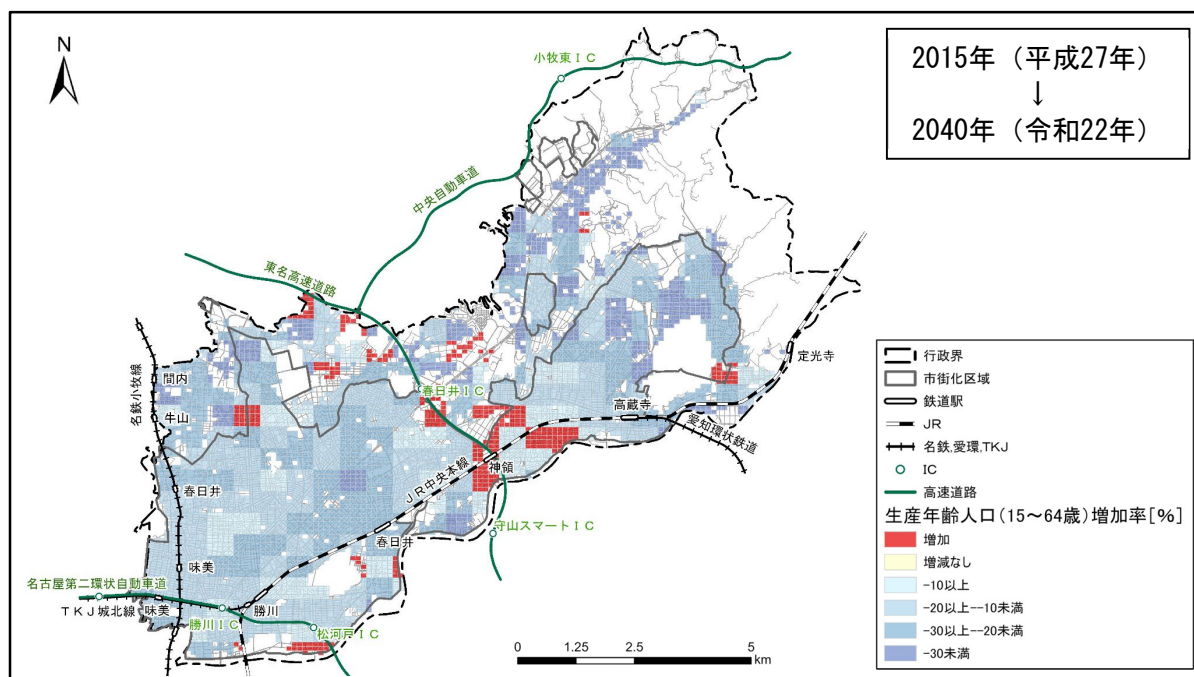 N
2015年（平成27年）
↓
2040年（令和22年）
小牧東ＩＣ
中央自動車道
東名高速道路
名鉄小牧線
間内
牛山
春日井ＩＣ
定光寺
高蔵寺
愛知環状鉄道
神領
ＪＲ中央本線
春日井
守山スマートＩＣ
春日井
味美
名古屋第二環状自動車道
ＴＫＪ城北線
味美
勝川
勝川ＩＣ
松河戸ＩＣ
0 1.25 2.5 5
km
行政界
市街化区域
鉄道駅
JR
名鉄,愛環,TKJ
IC
高速道路
生産年齢人口(15～64歳)増加率[%]
増加
増減なし
-10以上
-20以上--10未満
-30以上--20未満
-30未満